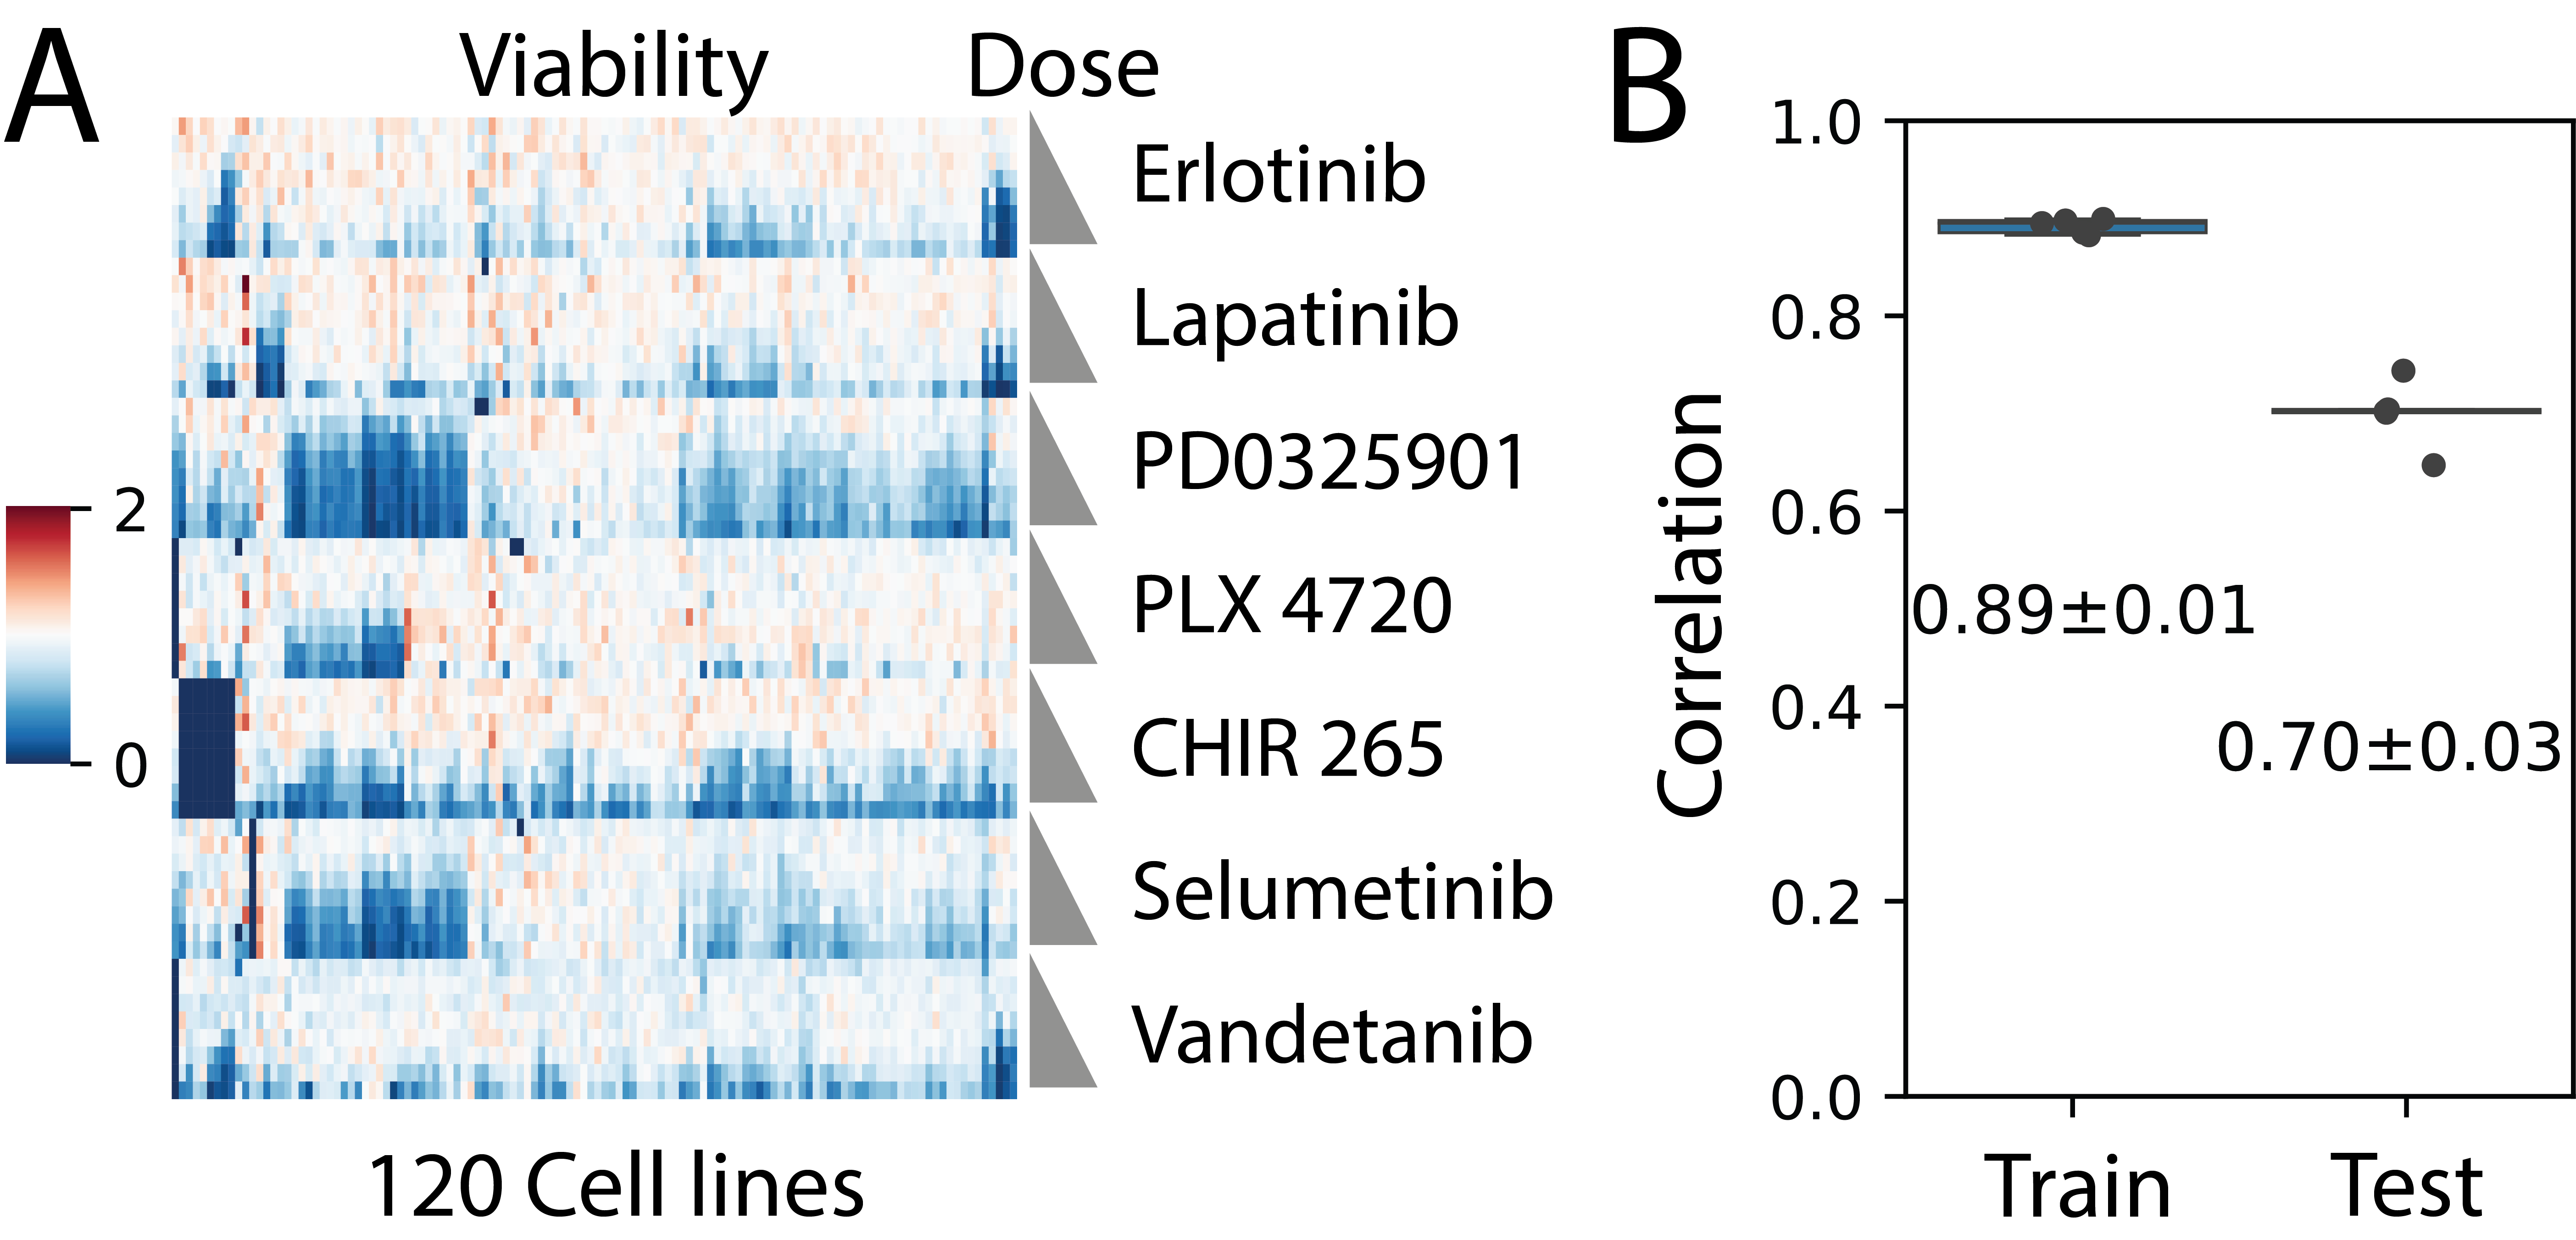 A
Viability
Dose
Erlotinib
Lapatinib
PD0325901
PLX 4720
CHIR 265
Selumetinib
Vandetanib
2
0
120 Cell lines
B
Correlation
1.0
0.8
0.6
0.4
0.2
0.0
0.89±0.01
0.70±0.03
Train
Test